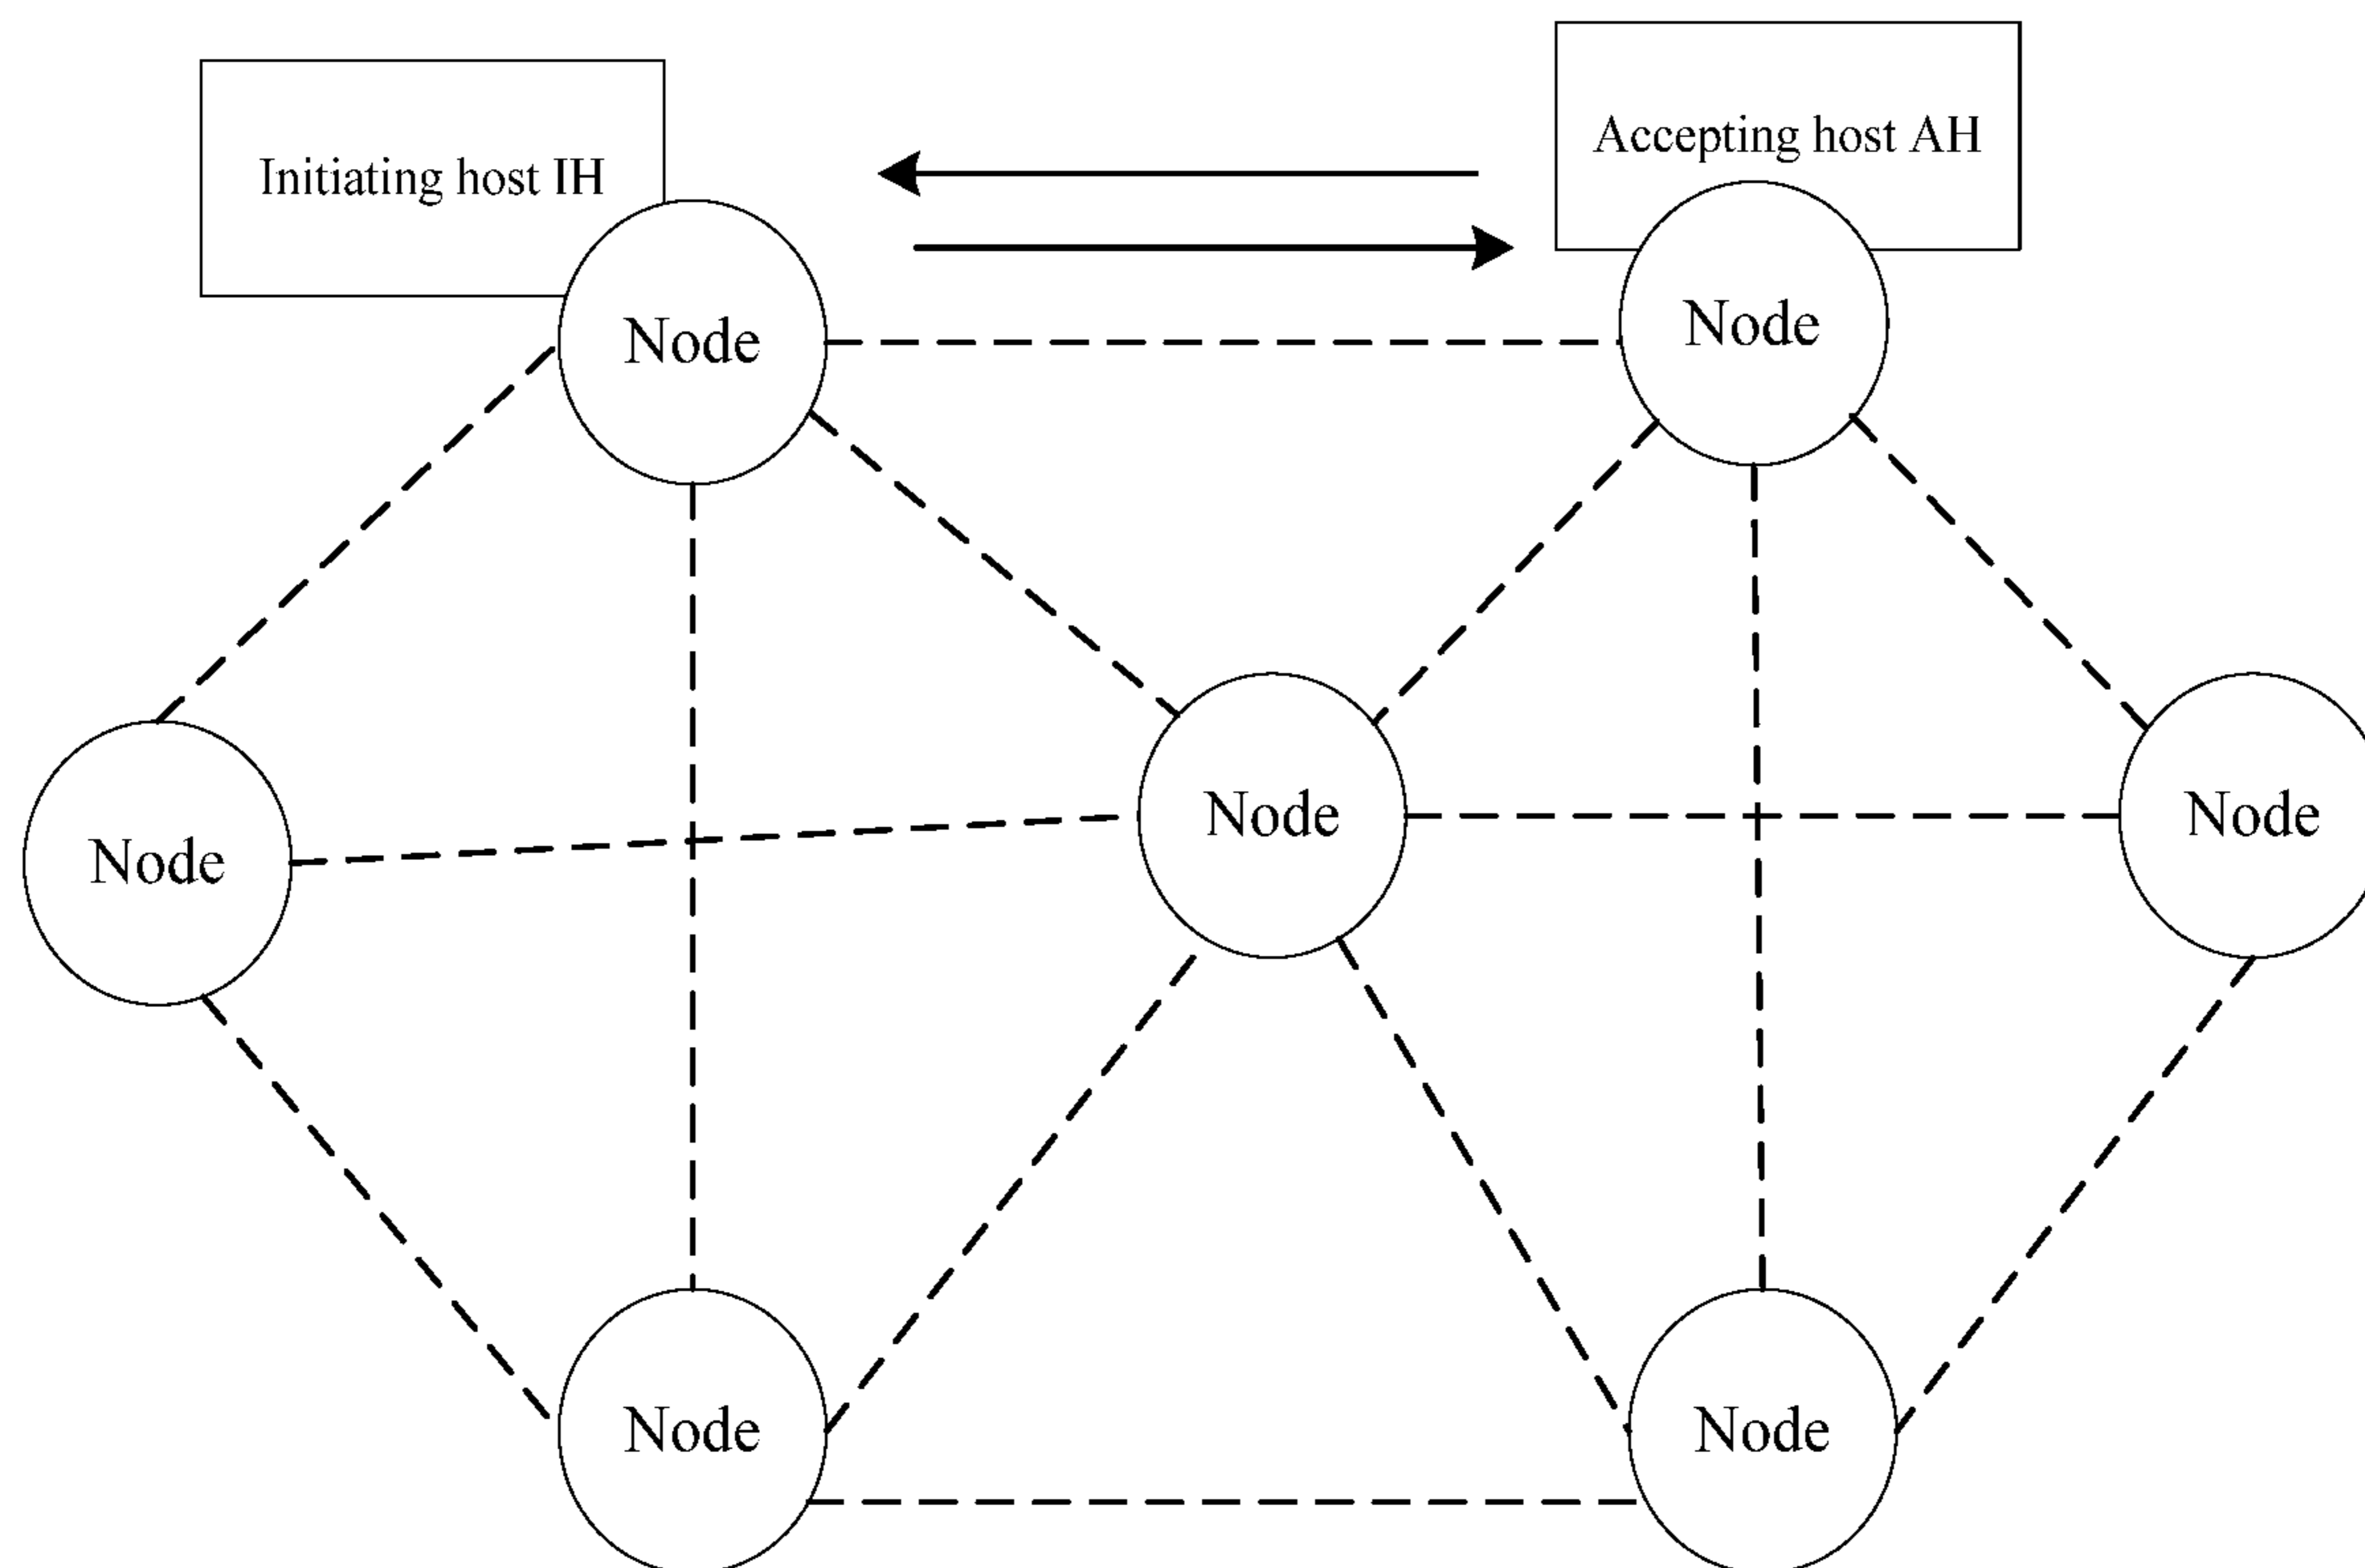 Accepting host AH
Initiating host IH
Node
Node
Node
Node
Node
Node
Node